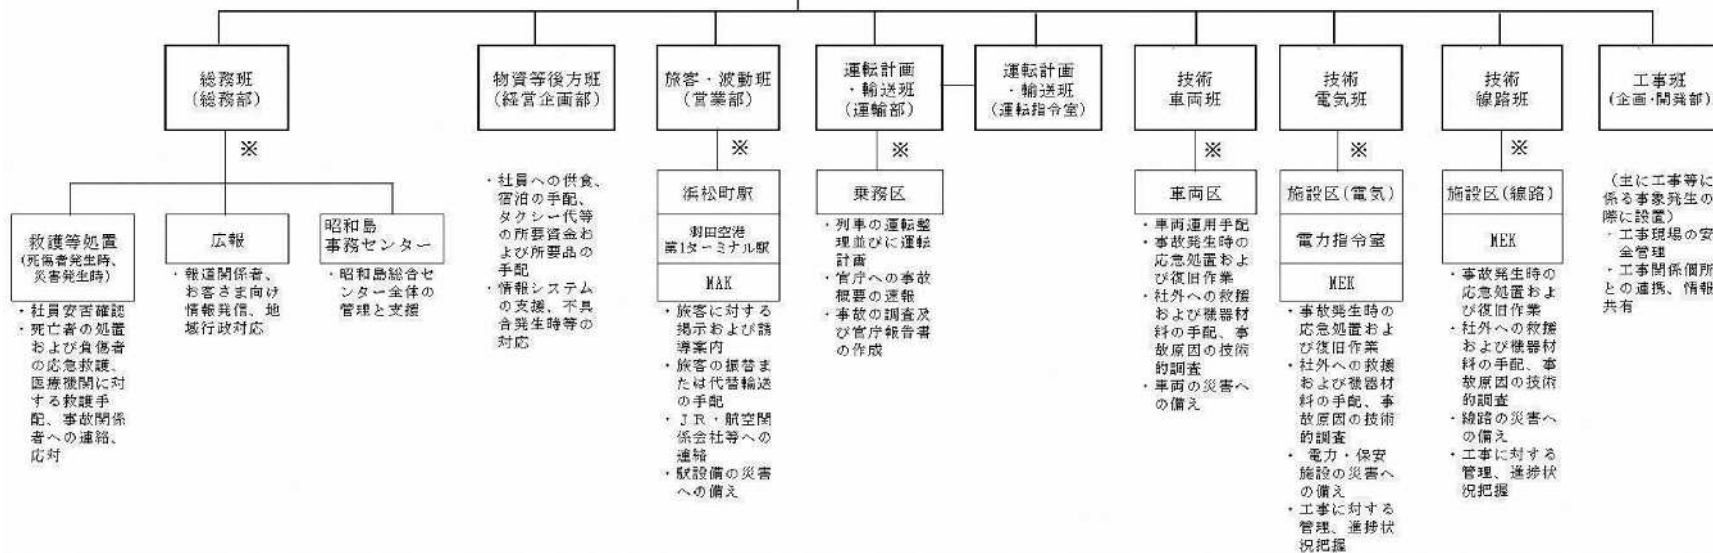 総務班
(総務部)
物資等後方班
(経営企画部)
旅客・波動班
(営業部)
運転計画
・輸送班
(運輸部)
運転計画
・輸送班
(運転指令室)
技術
車両班
技術
電気班
技術
線路班
工事班
(企画・開発部)
※
※
※
※
※
※
救護等処置
(死傷者発生時、
災害発生時)
・社員安否確認
・死亡者の処置
および負傷者
の応急救護、
医療機関に対
する救護手
配、事故関係
者への連絡、
応対
広報
・報道関係者、
お客さま向け
情報発信、地
域行政対応
昭和島
事務センター
・昭和島総合セ
ンター全体の
管理と支援
・社員への供食、
宿泊の手配、
タクシー代等
の所要資金お
よび所要品の
手配
・情報システム
の支援、不具
合発生時等の
対応
浜松町駅
羽田空港
第1ターミナル駅
MAK
・旅客に対する
掲示および誘
導案内
・旅客の振替ま
たは代替輸送
の手配
・JR・航空関
係会社等への
連絡
・駅設備の災害
への備え
乗務区
・列車の運転整
理並びに運転
計画
・官庁への事故
概要の速報
・事故の調査及
び官庁報告書
の作成
車両区
・車両運用手配
・事故発生時の
応急処置およ
び復旧作業
・社外への救援
および機器材
料の手配、事
故原因の技術
的調査
・車両の災害へ
の備え
施設区(電気)
電力指令室
MEK
・事故発生時の
応急処置およ
び復旧作業
・社外への救援
および機器材
料の手配、事
故原因の技術
的調査
・電力・保安
施設の災害へ
の備え
・工事に対する
管理、進捗状
況把握
施設区(線路)
MEK
・事故発生時の
応急処置およ
び復旧作業
・社外への救援
および機器材
料の手配、事
故原因の技術
的調査
・線路の災害へ
の備え
・工事に対する
管理、進捗状
況把握
(主に工事等に
係る事象発生の
際に設置)
・工事現場の安
全管理
・工事関係個所
との連携、情報
共有